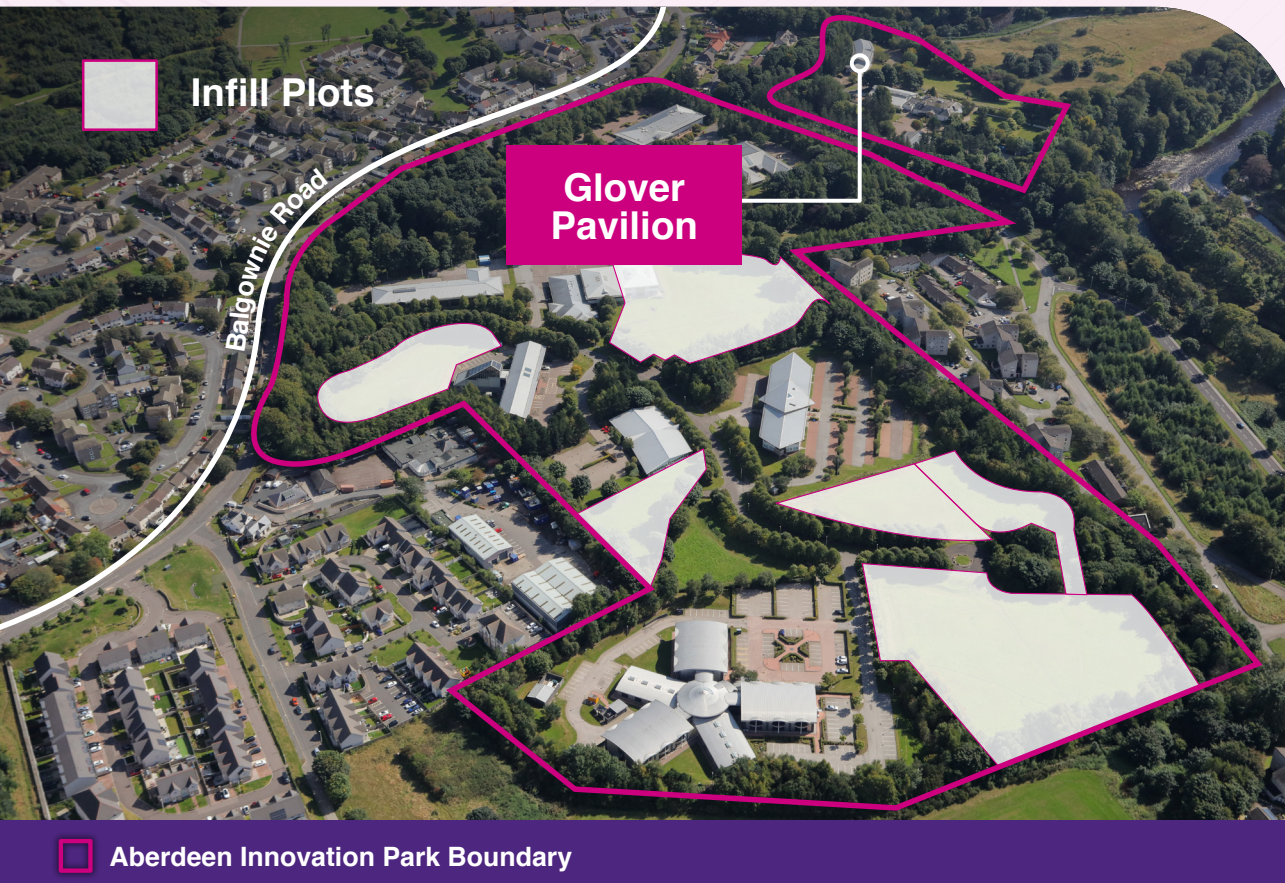 Infill Plots
Balgownie Road
Glover
Pavilion
Aberdeen Innovation Park Boundary